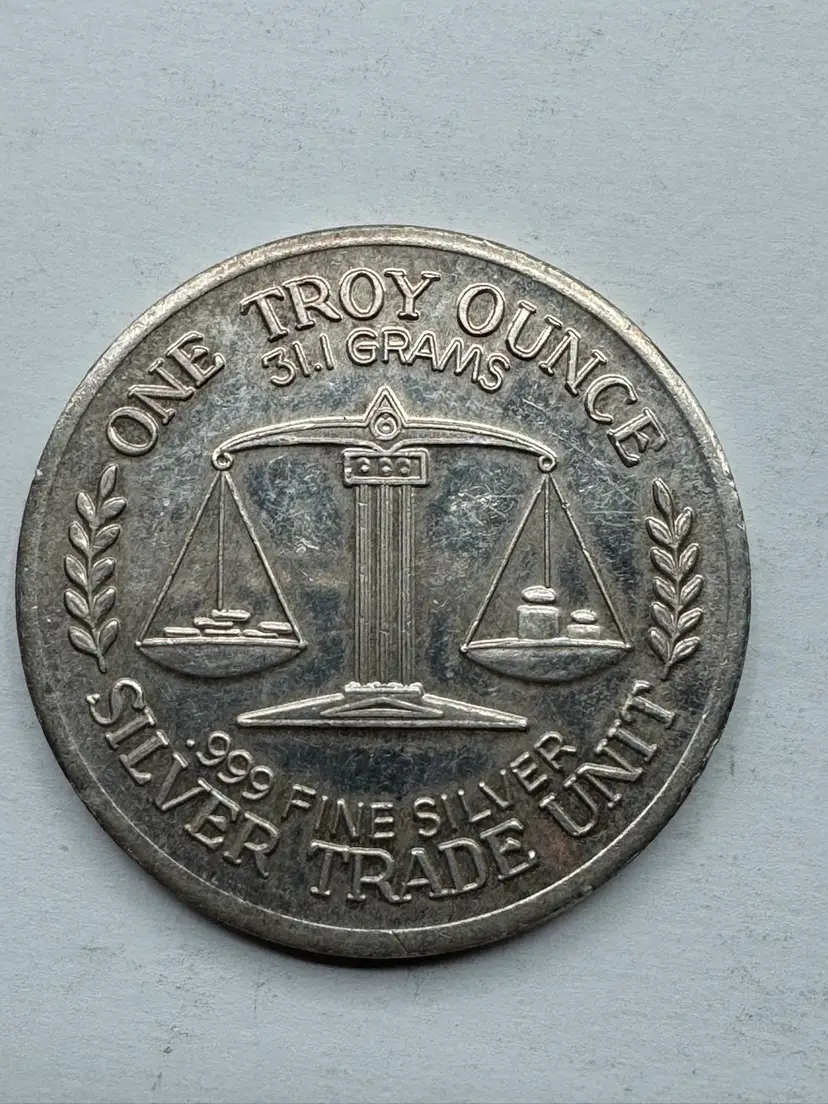 ONE TROY OUNCE
31.1 GRAMS
.999 FINE SILVER
SILVER TRADE UNIT